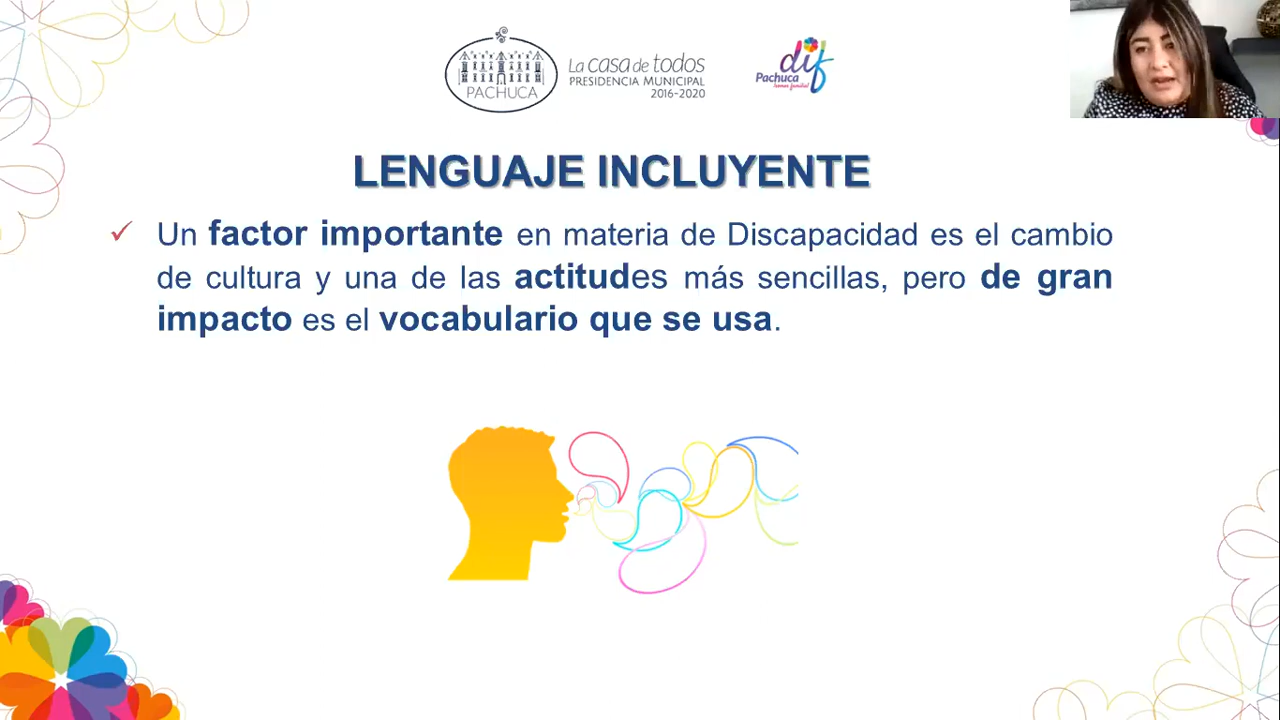 La casa de todos
PRESIDENCIA MUNICIPAL
2016-2020
PACHUCA
dif
Pachuca
LENGUAJE INCLUYENTE
✓ Un factor importante en materia de Discapacidad es el cambio
de cultura y una de las actitudes más sencillas, pero de gran
impacto es el vocabulario que se usa.